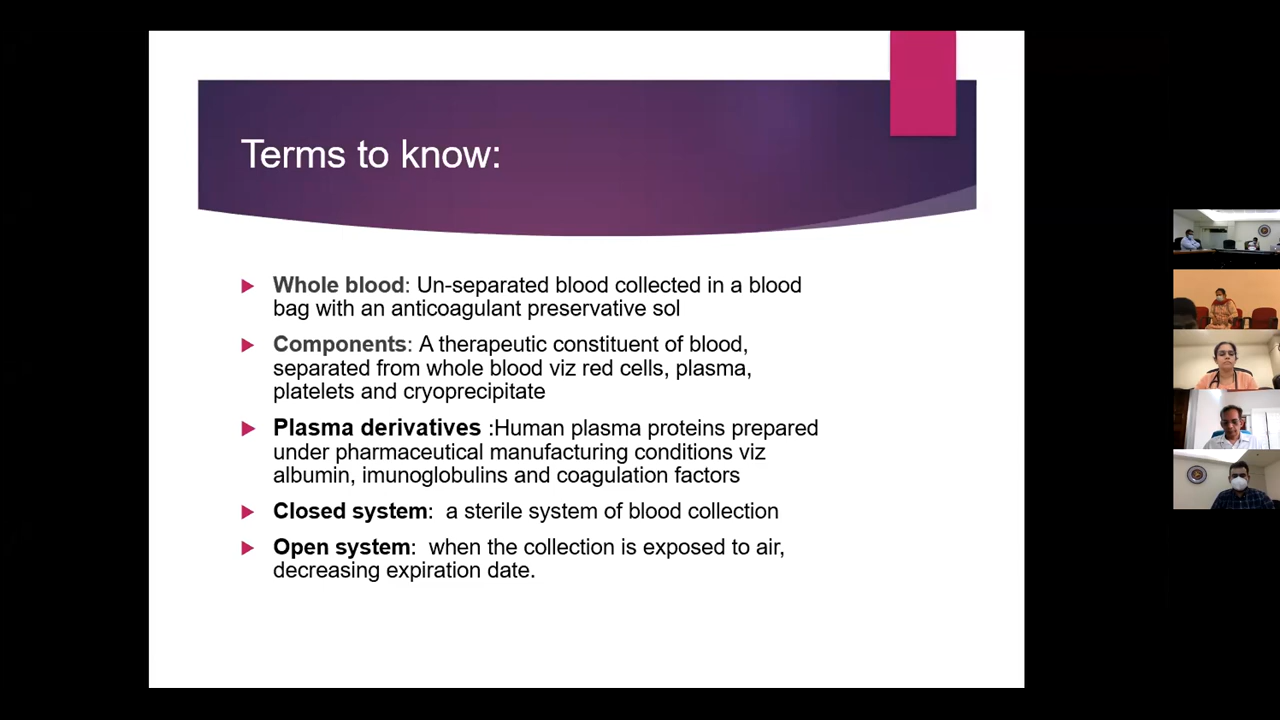 Terms to know:
Whole blood: Un-separated blood collected in a blood
bag with an anticoagulant preservative sol
Components: A therapeutic constituent of blood,
separated from whole blood viz red cells, plasma,
platelets and cryoprecipitate
Plasma derivatives :Human plasma proteins prepared
under pharmaceutical manufacturing conditions viz
albumin, imunoglobulins and coagulation factors
Closed system: a sterile system of blood collection
Open system: when the collection is exposed to air,
decreasing expiration date.